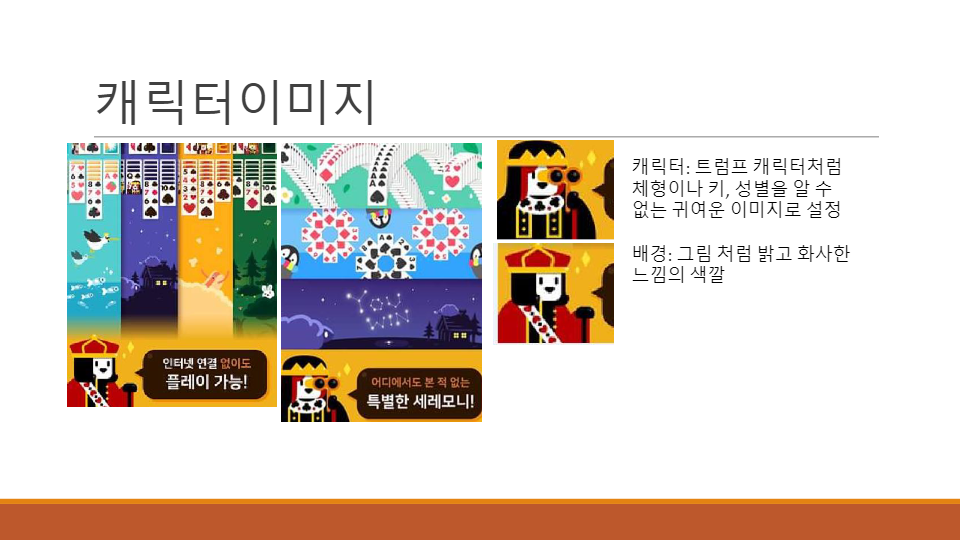 캐릭터이미지
인터넷 연결 없이도
플레이 가능!
어디에서도 본 적 없는
특별한 세레모니!
캐릭터: 트럼프 캐릭터처럼
체형이나 키, 성별을 알 수
없는 귀여운 이미지로 설정
배경: 그림 처럼 밝고 화사한
느낌의 색깔